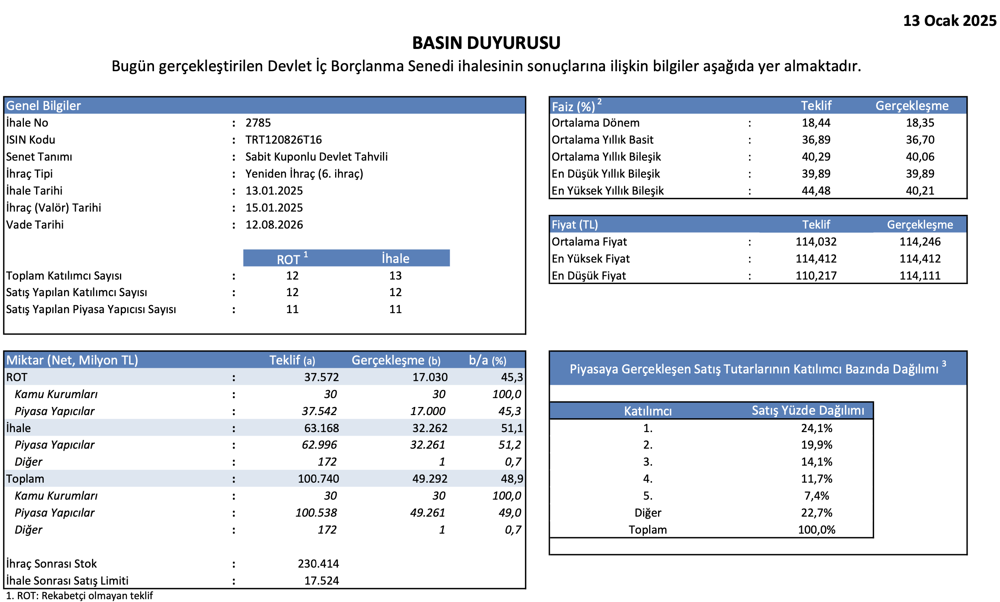 13 Ocak 2025
BASIN DUYURUSU
Bugün gerçekleştirilen Devlet İç Borçlanma Senedi ihalesinin sonuçlarına ilişkin bilgiler aşağıda yer almaktadır.
Genel Bilgiler
İhale No : 2785
ISIN Kodu : TRT120826T16
Senet Tanımı : Sabit Kuponlu Devlet Tahvili
İhraç Tipi : Yeniden İhraç (6. ihraç)
İhale Tarihi : 13.01.2025
İhraç (Valör) Tarihi : 15.01.2025
Vade Tarihi : 12.08.2026
ROT 1 İhale
Toplam Katılımcı Sayısı : 12 13
Satış Yapılan Katılımcı Sayısı : 12 12
Satış Yapılan Piyasa Yapıcısı Sayısı : 11 11
Faiz (%) 2 Teklif Gerçekleşme
Ortalama Dönem : 18,44 18,35
Ortalama Yıllık Basit : 36,89 36,70
Ortalama Yıllık Bileşik : 40,29 40,06
En Düşük Yıllık Bileşik : 39,89 39,89
En Yüksek Yıllık Bileşik : 44,48 40,21
Fiyat (TL) Teklif Gerçekleşme
Ortalama Fiyat : 114,032 114,246
En Yüksek Fiyat : 114,412 114,412
En Düşük Fiyat : 110,217 114,111
Miktar (Net, Milyon TL) Teklif (a) Gerçekleşme (b) b/a (%)
ROT : 37.572 17.030 45,3
Kamu Kurumları : 30 30 100,0
Piyasa Yapıcılar : 37.542 17.000 45,3
İhale : 63.168 32.262 51,1
Piyasa Yapıcılar : 62.996 32.261 51,2
Diğer : 172 1 0,7
Toplam : 100.740 49.292 48,9
Kamu Kurumları : 30 30 100,0
Piyasa Yapıcılar : 100.538 49.261 49,0
Diğer : 172 1 0,7
İhraç Sonrası Stok : 230.414
İhale Sonrası Satış Limiti : 17.524
1. ROT: Rekabetçi olmayan teklif
Piyasaya Gerçekleşen Satış Tutarlarının Katılımcı Bazında Dağılımı 3
Katılımcı Satış Yüzde Dağılımı
1. 24,1%
2. 19,9%
3. 14,1%
4. 11,7%
5. 7,4%
Diğer 22,7%
Toplam 100,0%